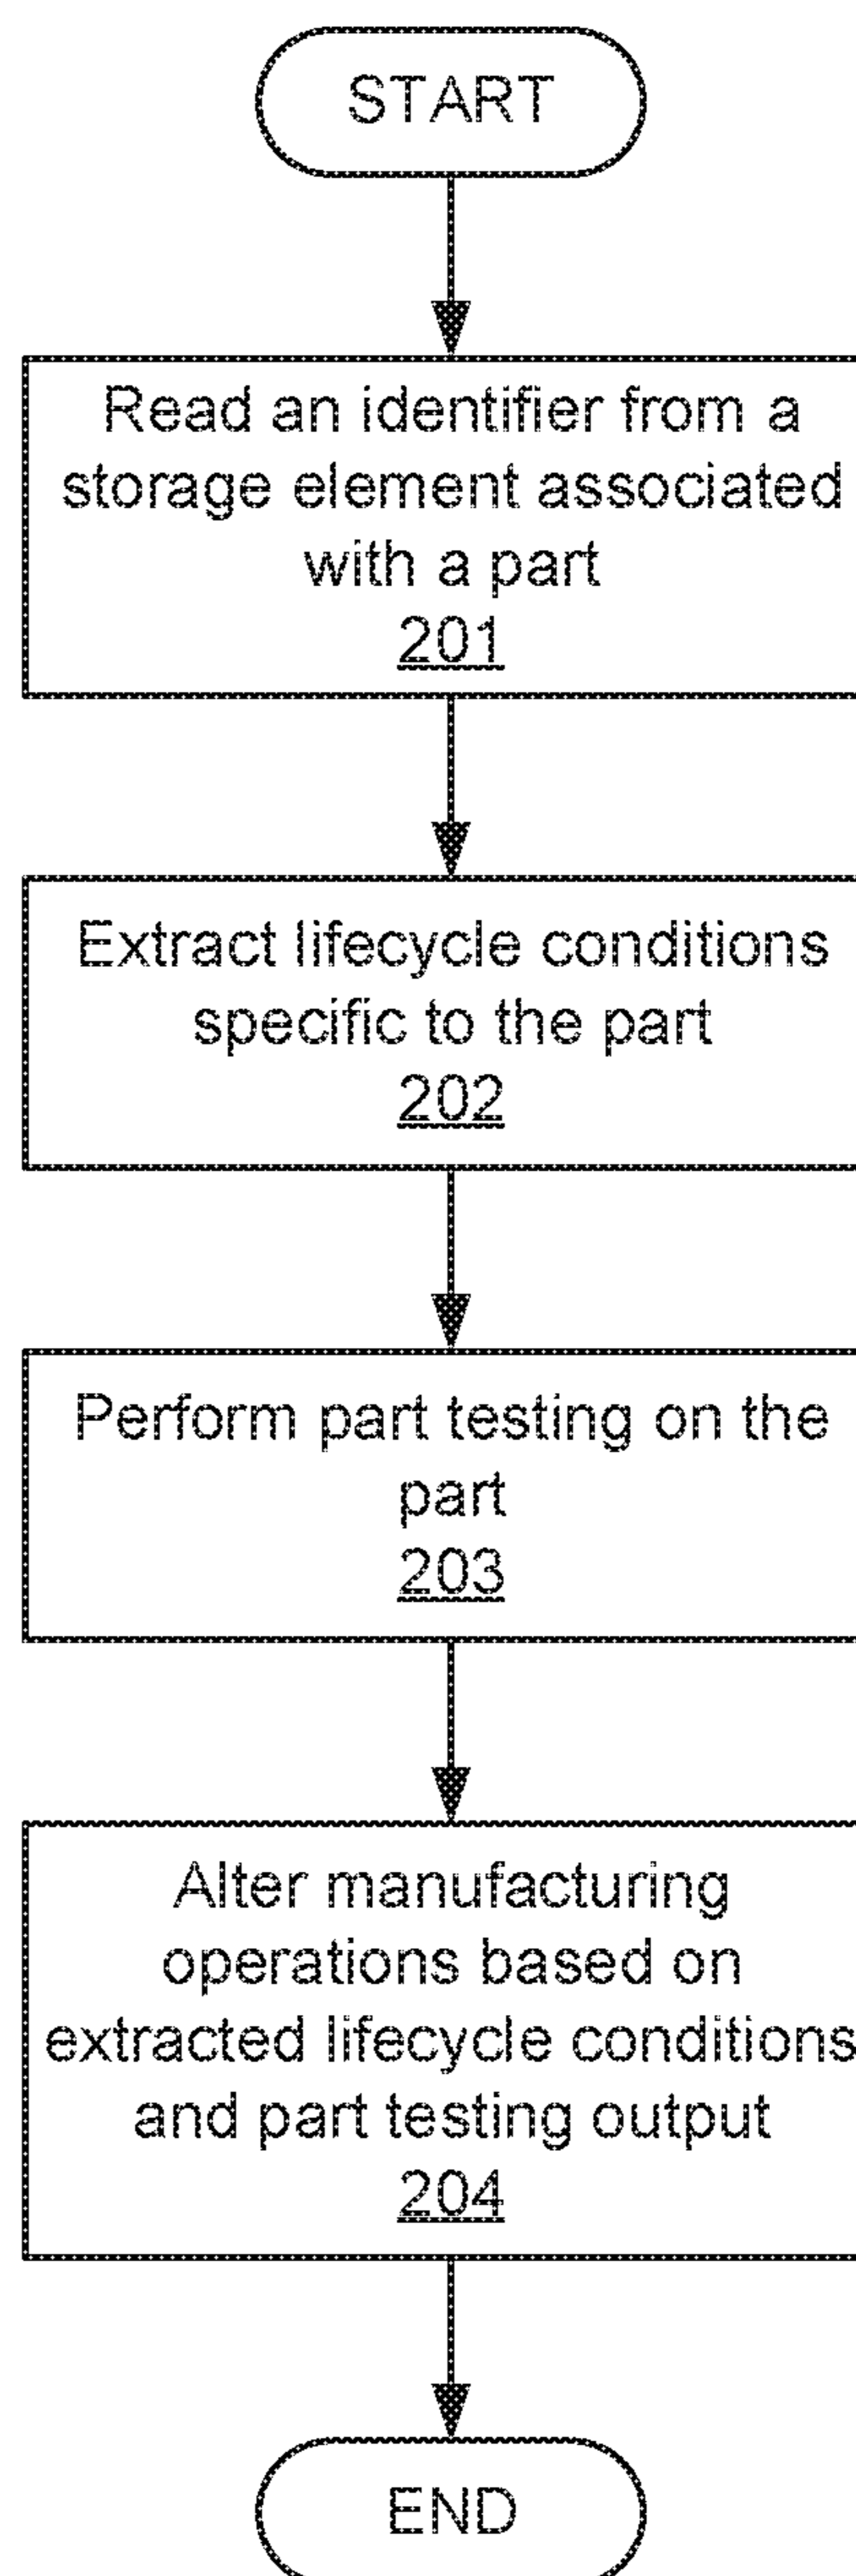 START
Read an identifier from a
storage element associated
with a part
201
Extract lifecycle conditions
specific to the part
202
Perform part testing on the
part
203
Alter manufacturing
operations based on
extracted lifecycle conditions
and part testing output
204
END